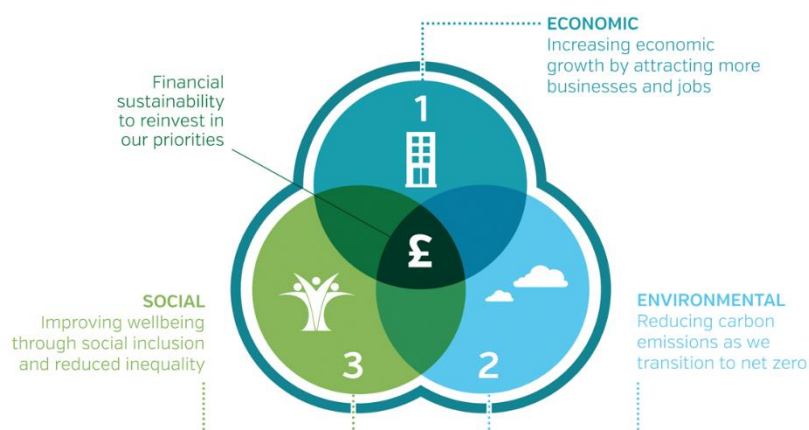 ECONOMIC
Increasing economic
growth by attracting more
businesses and jobs
Financial
sustainability
to reinvest in
our priorities
1
£
SOCIAL
Improving wellbeing
through social inclusion
and reduced inequality
3
2
ENVIRONMENTAL
Reducing carbon
emissions as we
transition to net zero